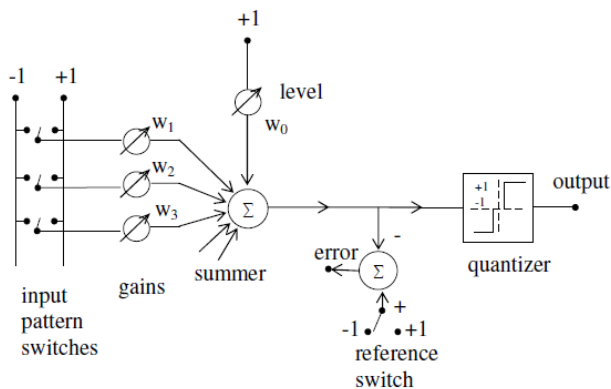 +1
-1 +1
level
w₁
w₀
w₂
w₃
Σ
+1
-1
output
quantizer
-
error
Σ
summer
gains
input
pattern
switches
+
-1 +1
reference
switch